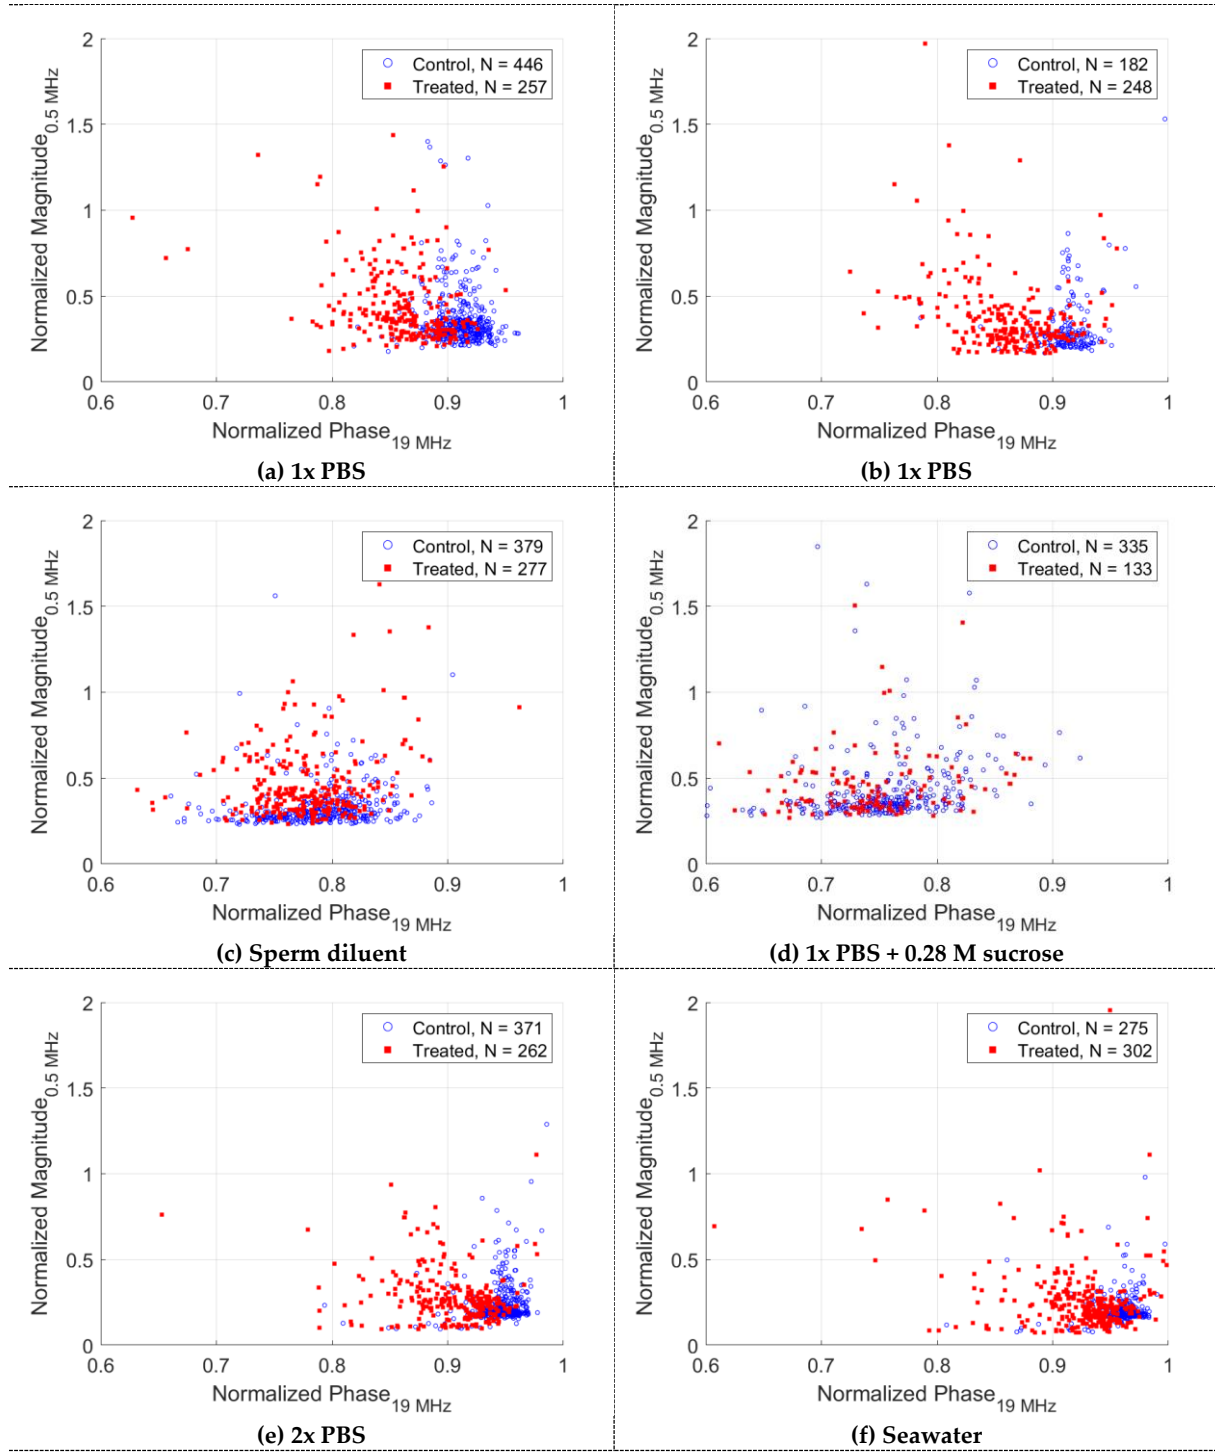 2
1.5
1
0.5
0
Normalized Magnitude0.5 MHz
Control, N = 446
Treated, N = 257
0.6 0.7 0.8 0.9 1
Normalized Phase19 MHz
(a) 1x PBS
2
1.5
1
0.5
0
Normalized Magnitude0.5 MHz
Control, N = 182
Treated, N = 248
0.6 0.7 0.8 0.9 1
Normalized Phase19 MHz
(b) 1x PBS
2
1.5
1
0.5
0
Normalized Magnitude0.5 MHz
Control, N = 379
Treated, N = 277
0.6 0.7 0.8 0.9 1
Normalized Phase19 MHz
(c) Sperm diluent
2
1.5
1
0.5
0
Normalized Magnitude0.5 MHz
Control, N = 335
Treated, N = 133
0.6 0.7 0.8 0.9 1
Normalized Phase19 MHz
(d) 1x PBS + 0.28 M sucrose
2
1.5
1
0.5
0
Normalized Magnitude0.5 MHz
Control, N = 371
Treated, N = 262
0.6 0.7 0.8 0.9 1
Normalized Phase19 MHz
(e) 2x PBS
2
1.5
1
0.5
0
Normalized Magnitude0.5 MHz
Control, N = 275
Treated, N = 302
0.6 0.7 0.8 0.9 1
Normalized Phase19 MHz
(f) Seawater